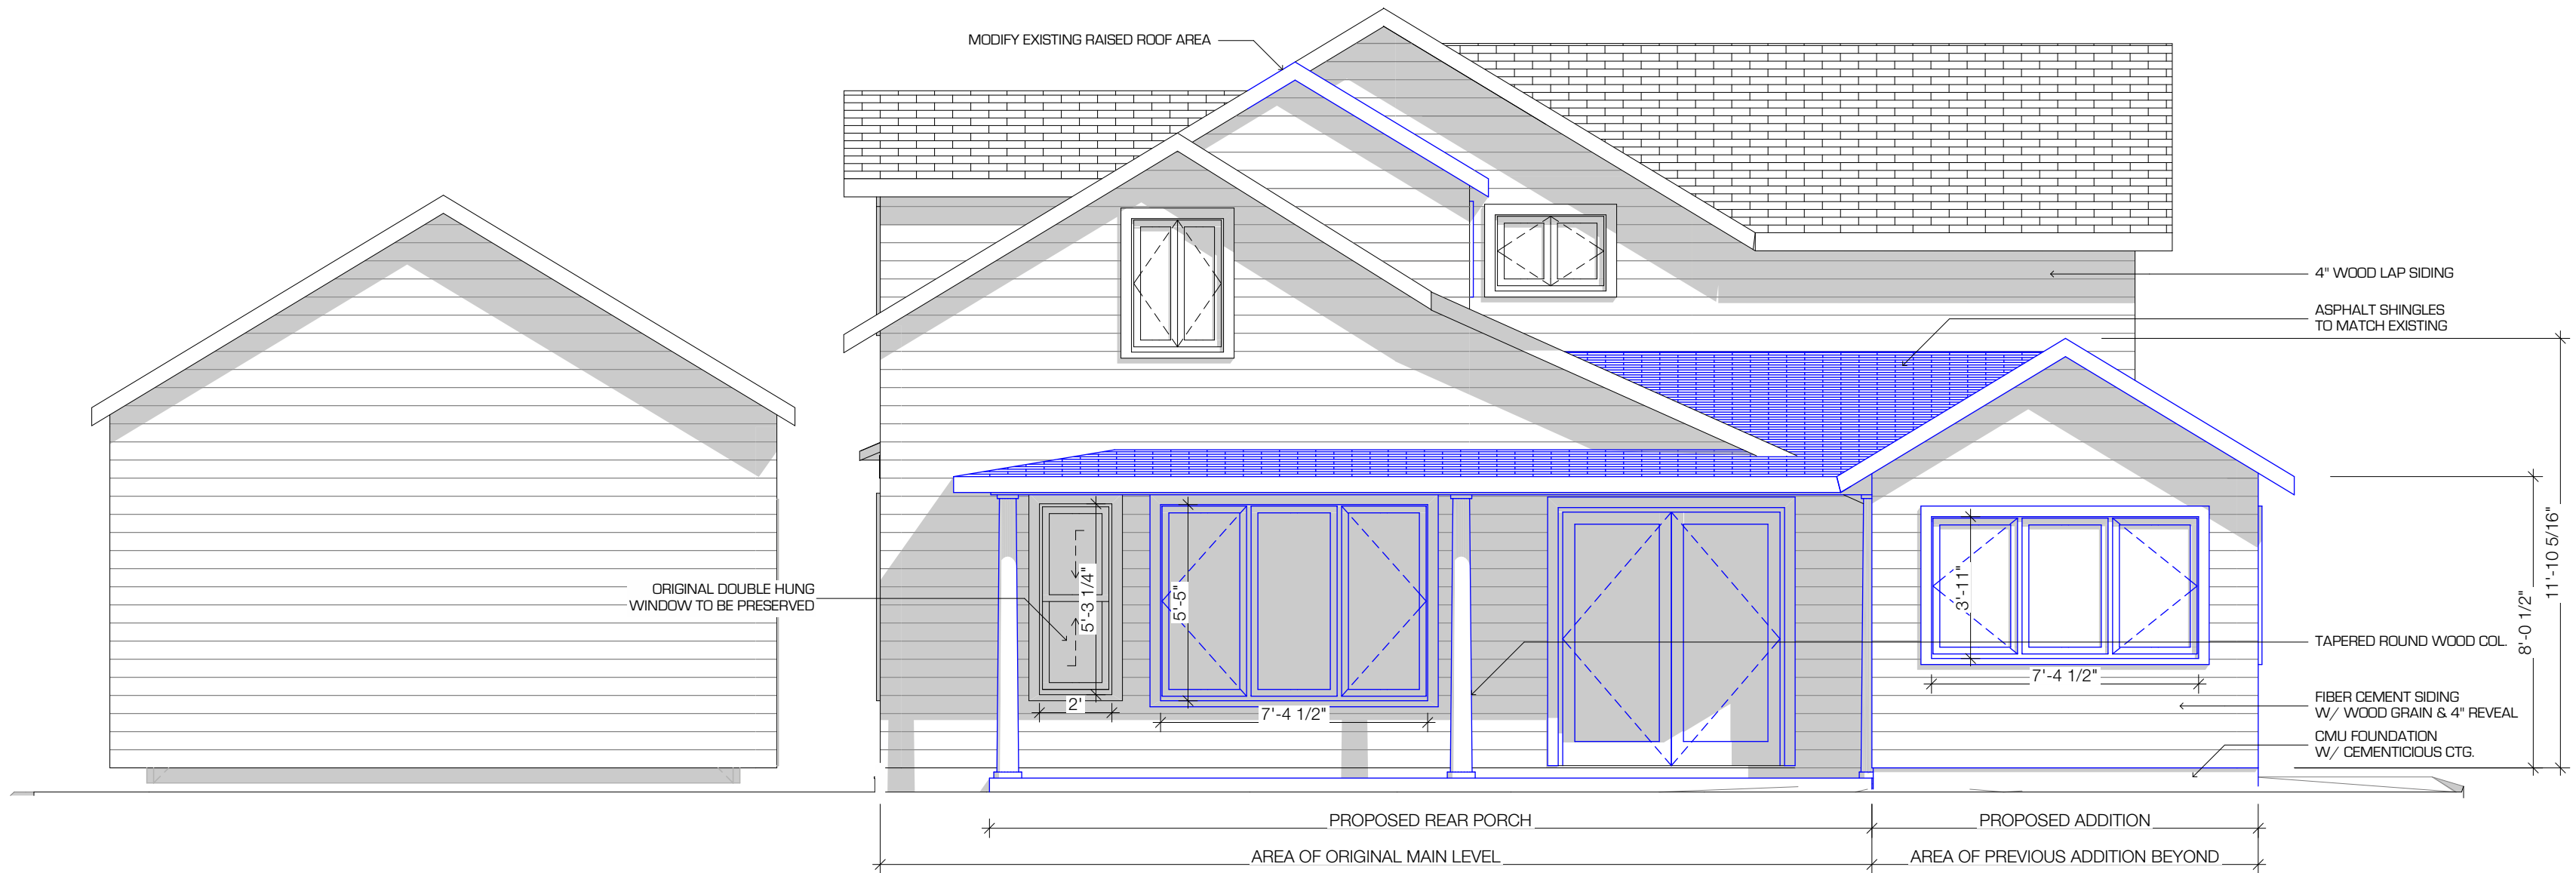 MODIFY EXISTING RAISED ROOF AREA
4" WOOD LAP SIDING
ASPHALT SHINGLES
TO MATCH EXISTING
ORIGINAL DOUBLE HUNG
WINDOW TO BE PRESERVED
5'-3 1/4"
2'
5'-5"
7'-4 1/2"
3'-11"
7'-4 1/2"
8'-0 1/2"
11'-10 5/16"
TAPERED ROUND WOOD COL.
FIBER CEMENT SIDING
W/ WOOD GRAIN & 4" REVEAL
CMU FOUNDATION
W/ CEMENTICIOUS CTG.
PROPOSED REAR PORCH
PROPOSED ADDITION
AREA OF ORIGINAL MAIN LEVEL
AREA OF PREVIOUS ADDITION BEYOND